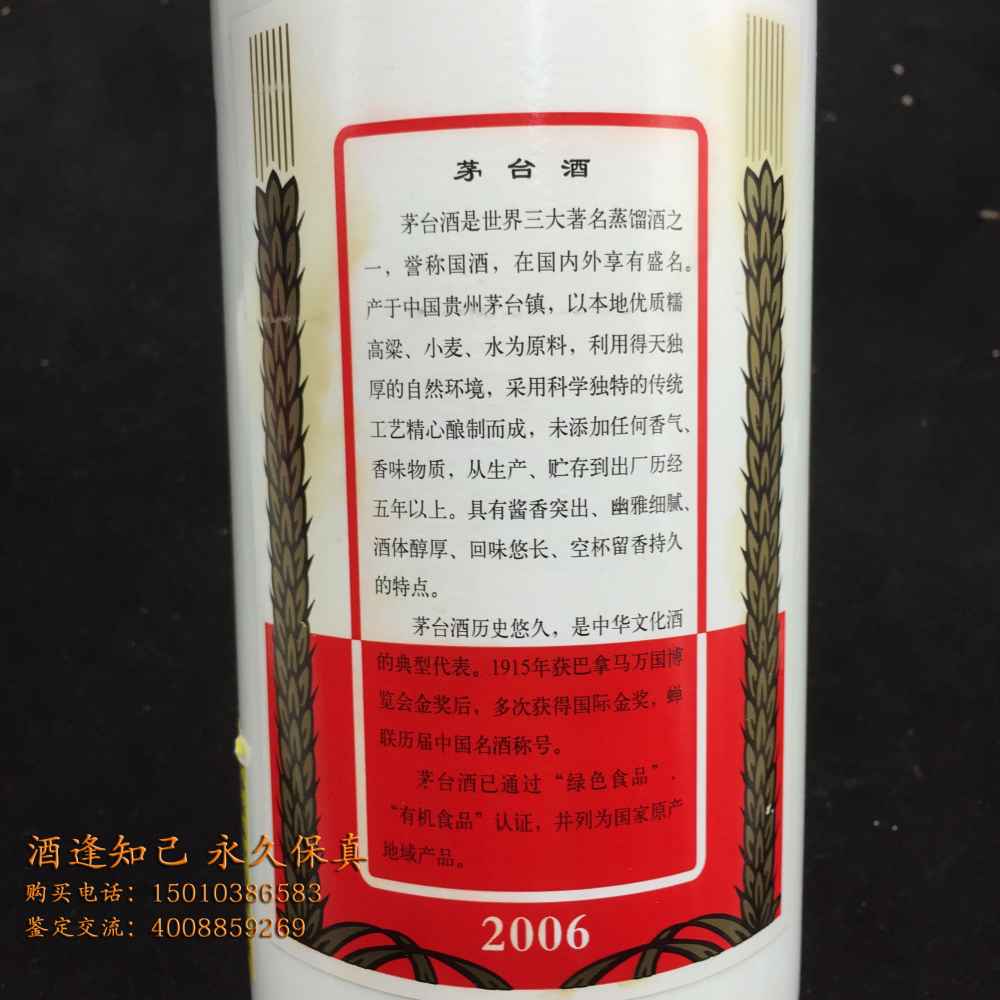 茅台酒
茅台酒是世界三大著名蒸馏酒之
一，誉称国酒，在国内外享有盛名。
产于中国贵州茅台镇，以本地优质糯
高粱、小麦、水为原料，利用得天独
厚的自然环境，采用科学独特的传统
工艺精心酿制而成，未添加任何香气、
香味物质，从生产、贮存到出厂历经
五年以上。具有酱香突出、幽雅细腻、
酒体醇厚、回味悠长、空杯留香持久
的特点。
茅台酒历史悠久，是中华文化酒
的典型代表。1915年获巴拿马万国博
览会金奖后，多次获得国际金奖，蝉
联历届中国名酒称号。
茅台酒已通过“绿色食品”、
“有机食品”认证，并列为国家原产
地域产品。
2006
酒逢知己 永久保真
购买电话：15010386583
鉴定交流：4008859269